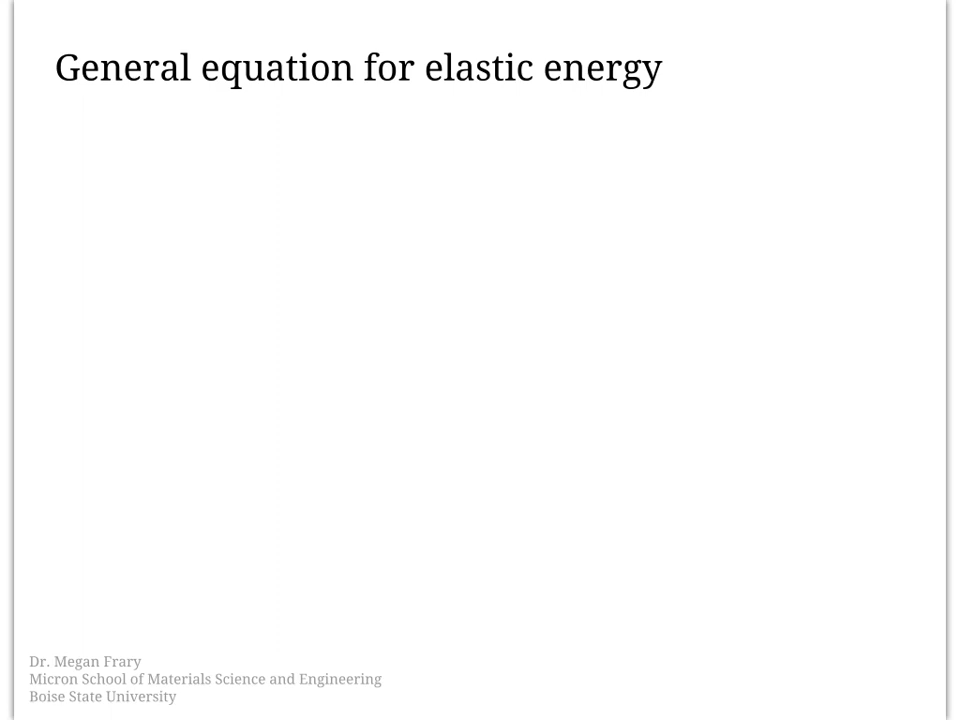 General equation for elastic energy
Dr. Megan Frary
Micron School of Materials Science and Engineering
Boise State University